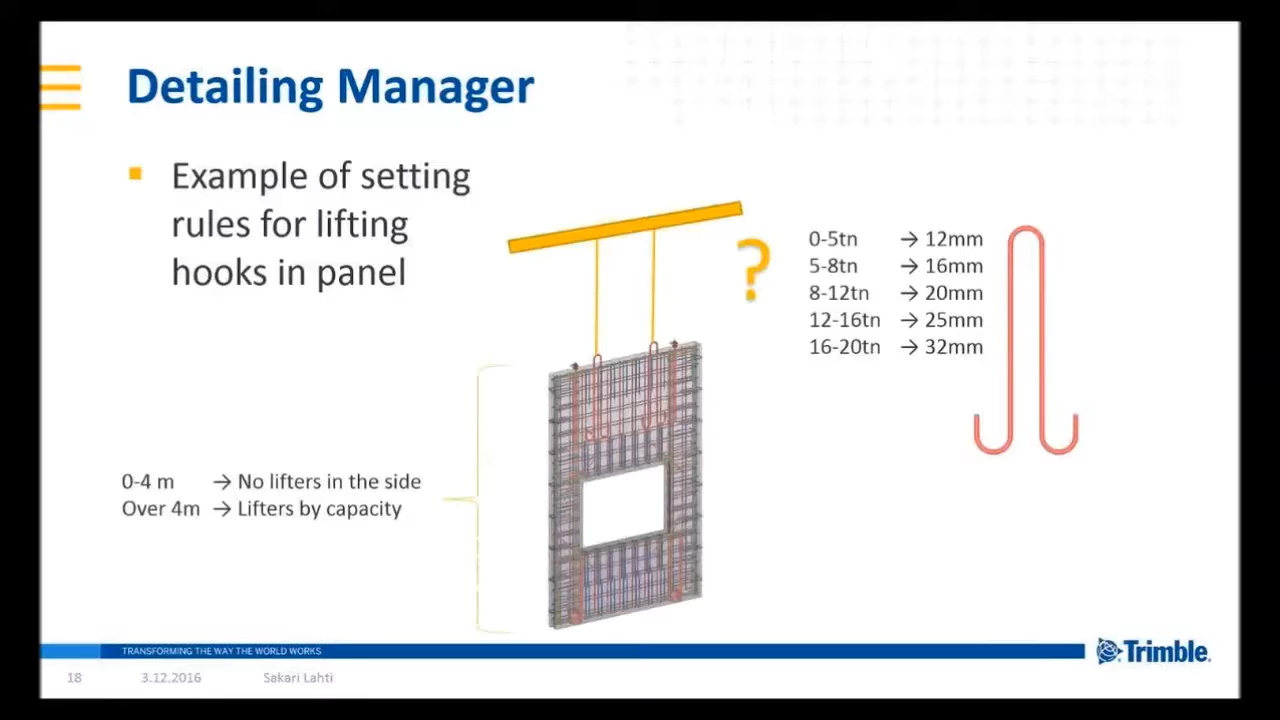 Detailing Manager
Example of setting
rules for lifting
hooks in panel
?
0-5tn → 12mm
5-8tn → 16mm
8-12tn → 20mm
12-16tn → 25mm
16-20tn → 32mm
0-4 m → No lifters in the side
Over 4m → Lifters by capacity
TRANSFORMING THE WAY THE WORLD WORKS
Trimble.
18 3.12.2016 Sakari Lahti